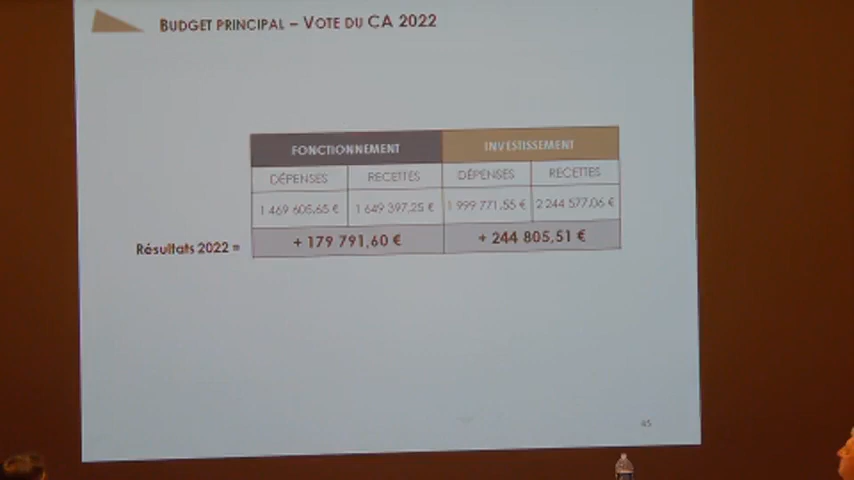 BUDGET PRINCIPAL – VOTE DU CA 2022
FONCTIONNEMENT INVESTISSEMENT
DÉPENSES RECETTES DÉPENSES RECETTES
1 469 605,65 € 1 649 397,25 € 1 999 771,55 € 2 244 577,06 €
Résultats 2022 = + 179 791,60 € + 244 805,51 €
45